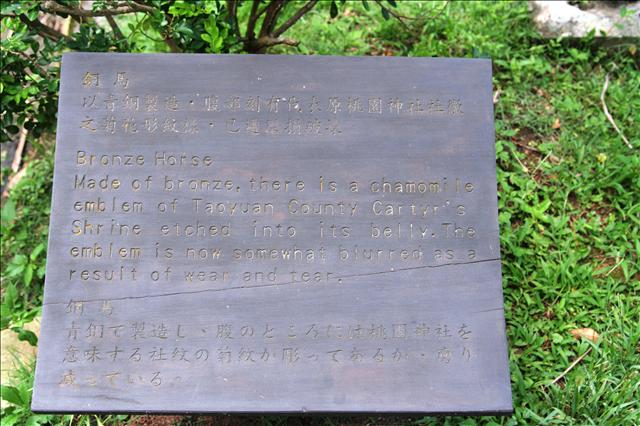 銅馬
以青銅製造，腹部刻有代表原桃園神社社徽
之菊花形紋樣，已遭磨損破壞
Bronze Horse
Made of bronze, there is a chamomile
emblem of Taoyuan County Cartyr's
Shrine etched into its belly. The
emblem is now somewhat blurred as a
result of wear and tear.
銅馬
青銅で製造し、腹のところには桃園神社を
意味する社紋の菊紋が彫ってあるが、磨り
減っている。